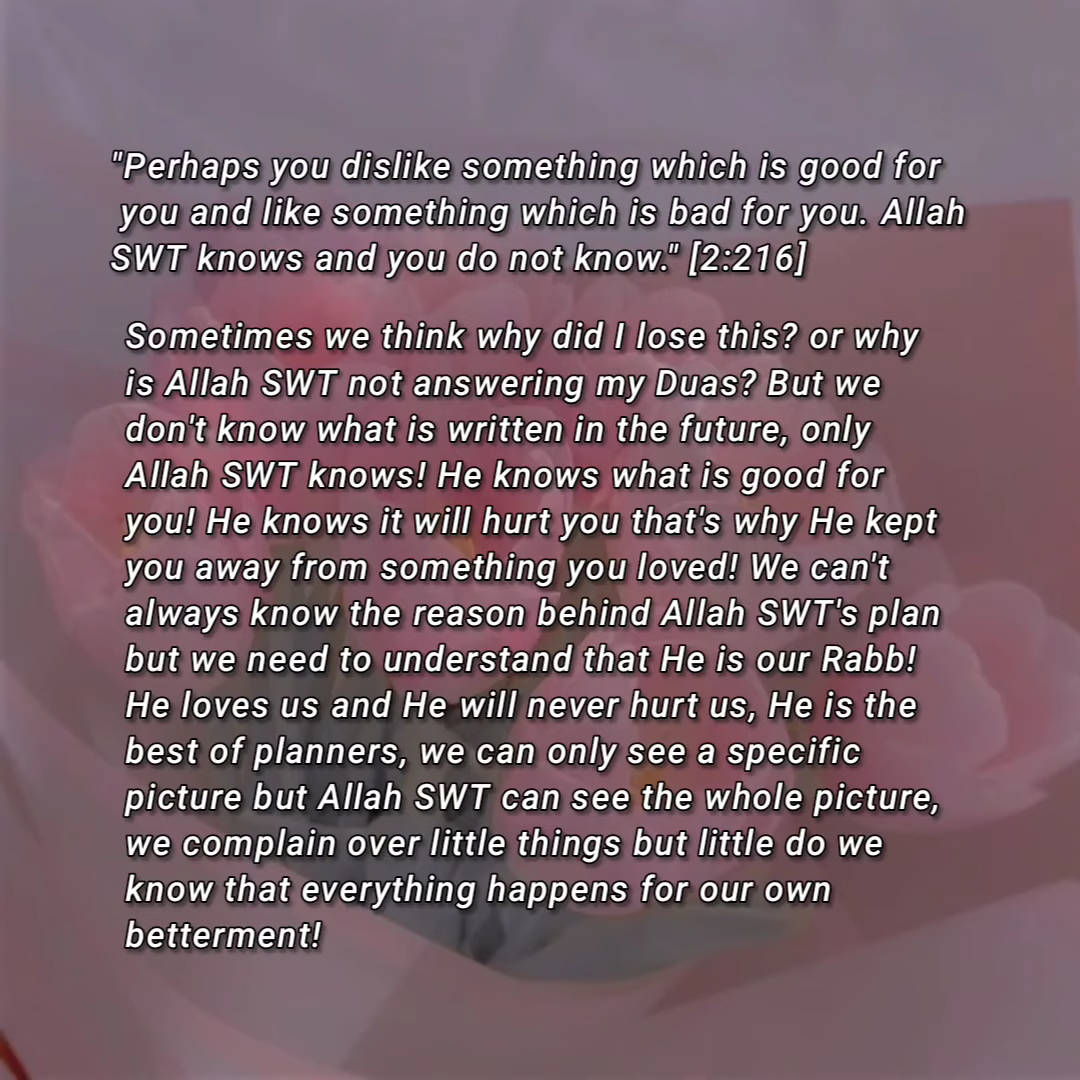 "Perhaps you dislike something which is good for
you and like something which is bad for you. Allah
SWT knows and you do not know." [2:216]
Sometimes we think why did I lose this? or why
is Allah SWT not answering my Duas? But we
don't know what is written in the future, only
Allah SWT knows! He knows what is good for
you! He knows it will hurt you that's why He kept
you away from something you loved! We can't
always know the reason behind Allah SWT's plan
but we need to understand that He is our Rabb!
He loves us and He will never hurt us, He is the
best of planners, we can only see a specific
picture but Allah SWT can see the whole picture,
we complain over little things but little do we
know that everything happens for our own
betterment!